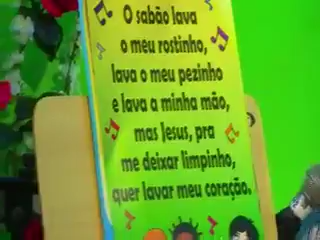 O sabão lava
o meu rostinho,
lava o meu pezinho
e lava a minha mão,
mas Jesus, pra
me deixar limpinho,
quer lavar meu coração.